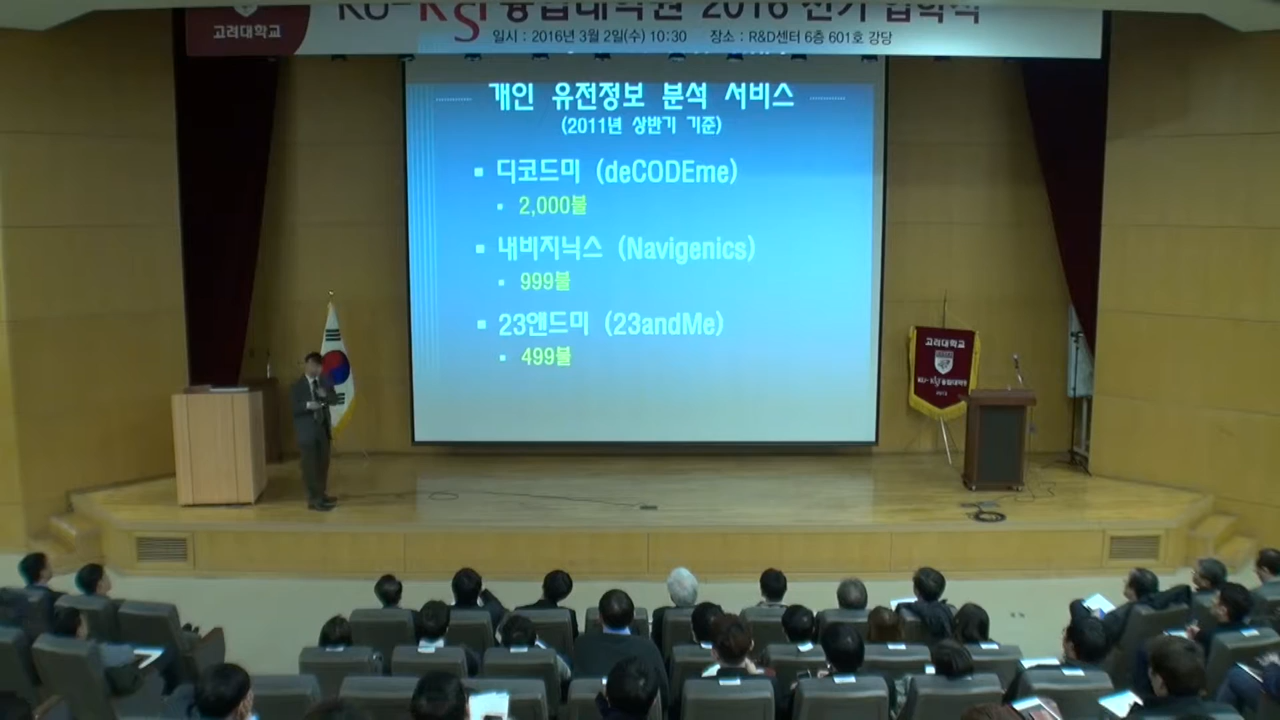 고려대학교
KU-KIST 융합대학원 2016 전기 입학식
일시 : 2016년 3월 2일(수) 10:30 장소 : R&D센터 6층 601호 강당
개인 유전정보 분석 서비스
(2011년 상반기 기준)
▪ 디코드미 (deCODEme)
▪ 2,000불
▪ 내비지닉스 (Navigenics)
▪ 999불
▪ 23앤드미 (23andMe)
▪ 499불
고려대학교